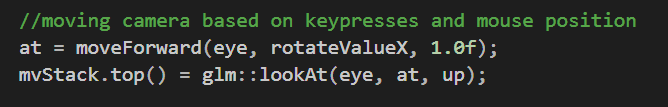 //moving camera based on keypresses and mouse position
at = moveForward(eye, rotateValueX, 1.0f);
mvStack.top() = glm::lookAt(eye, at, up);